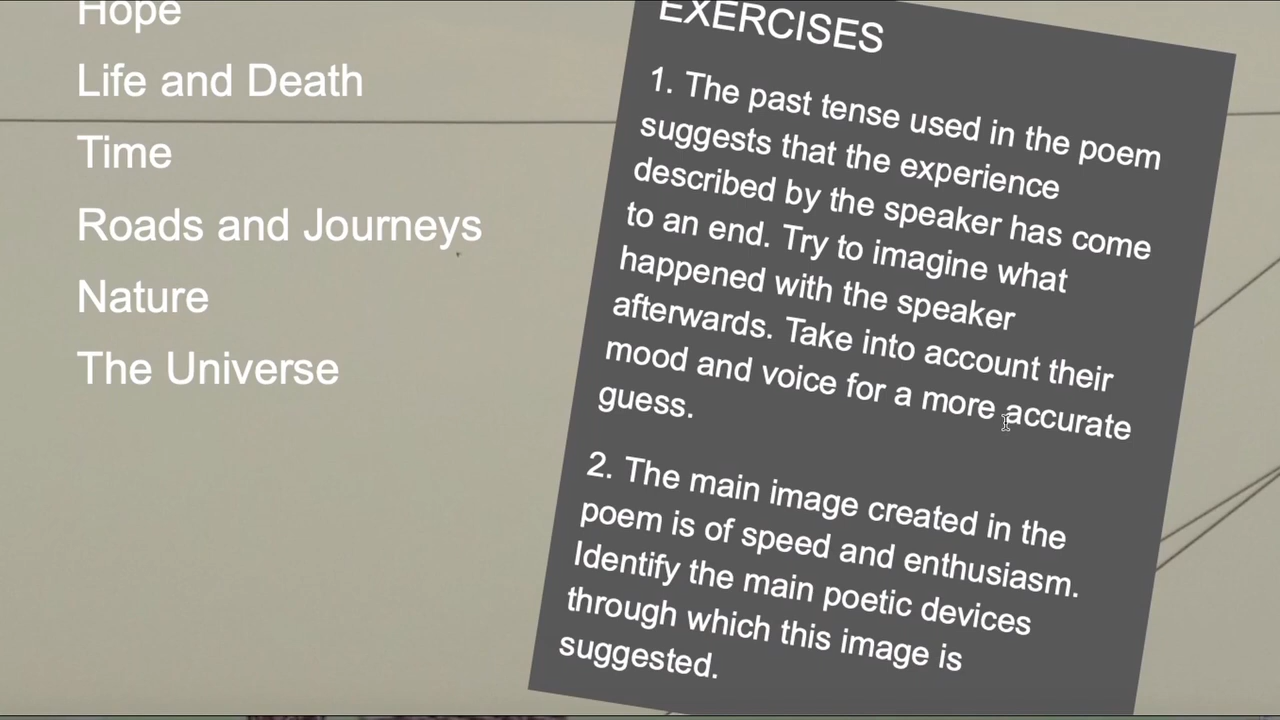 Hope
Life and Death
Time
Roads and Journeys
Nature
The Universe
EXERCISES
1. The past tense used in the poem
suggests that the experience
described by the speaker has come
to an end. Try to imagine what
happened with the speaker
afterwards. Take into account their
mood and voice for a more accurate
guess.
2. The main image created in the
poem is of speed and enthusiasm.
Identify the main poetic devices
through which this image is
suggested.